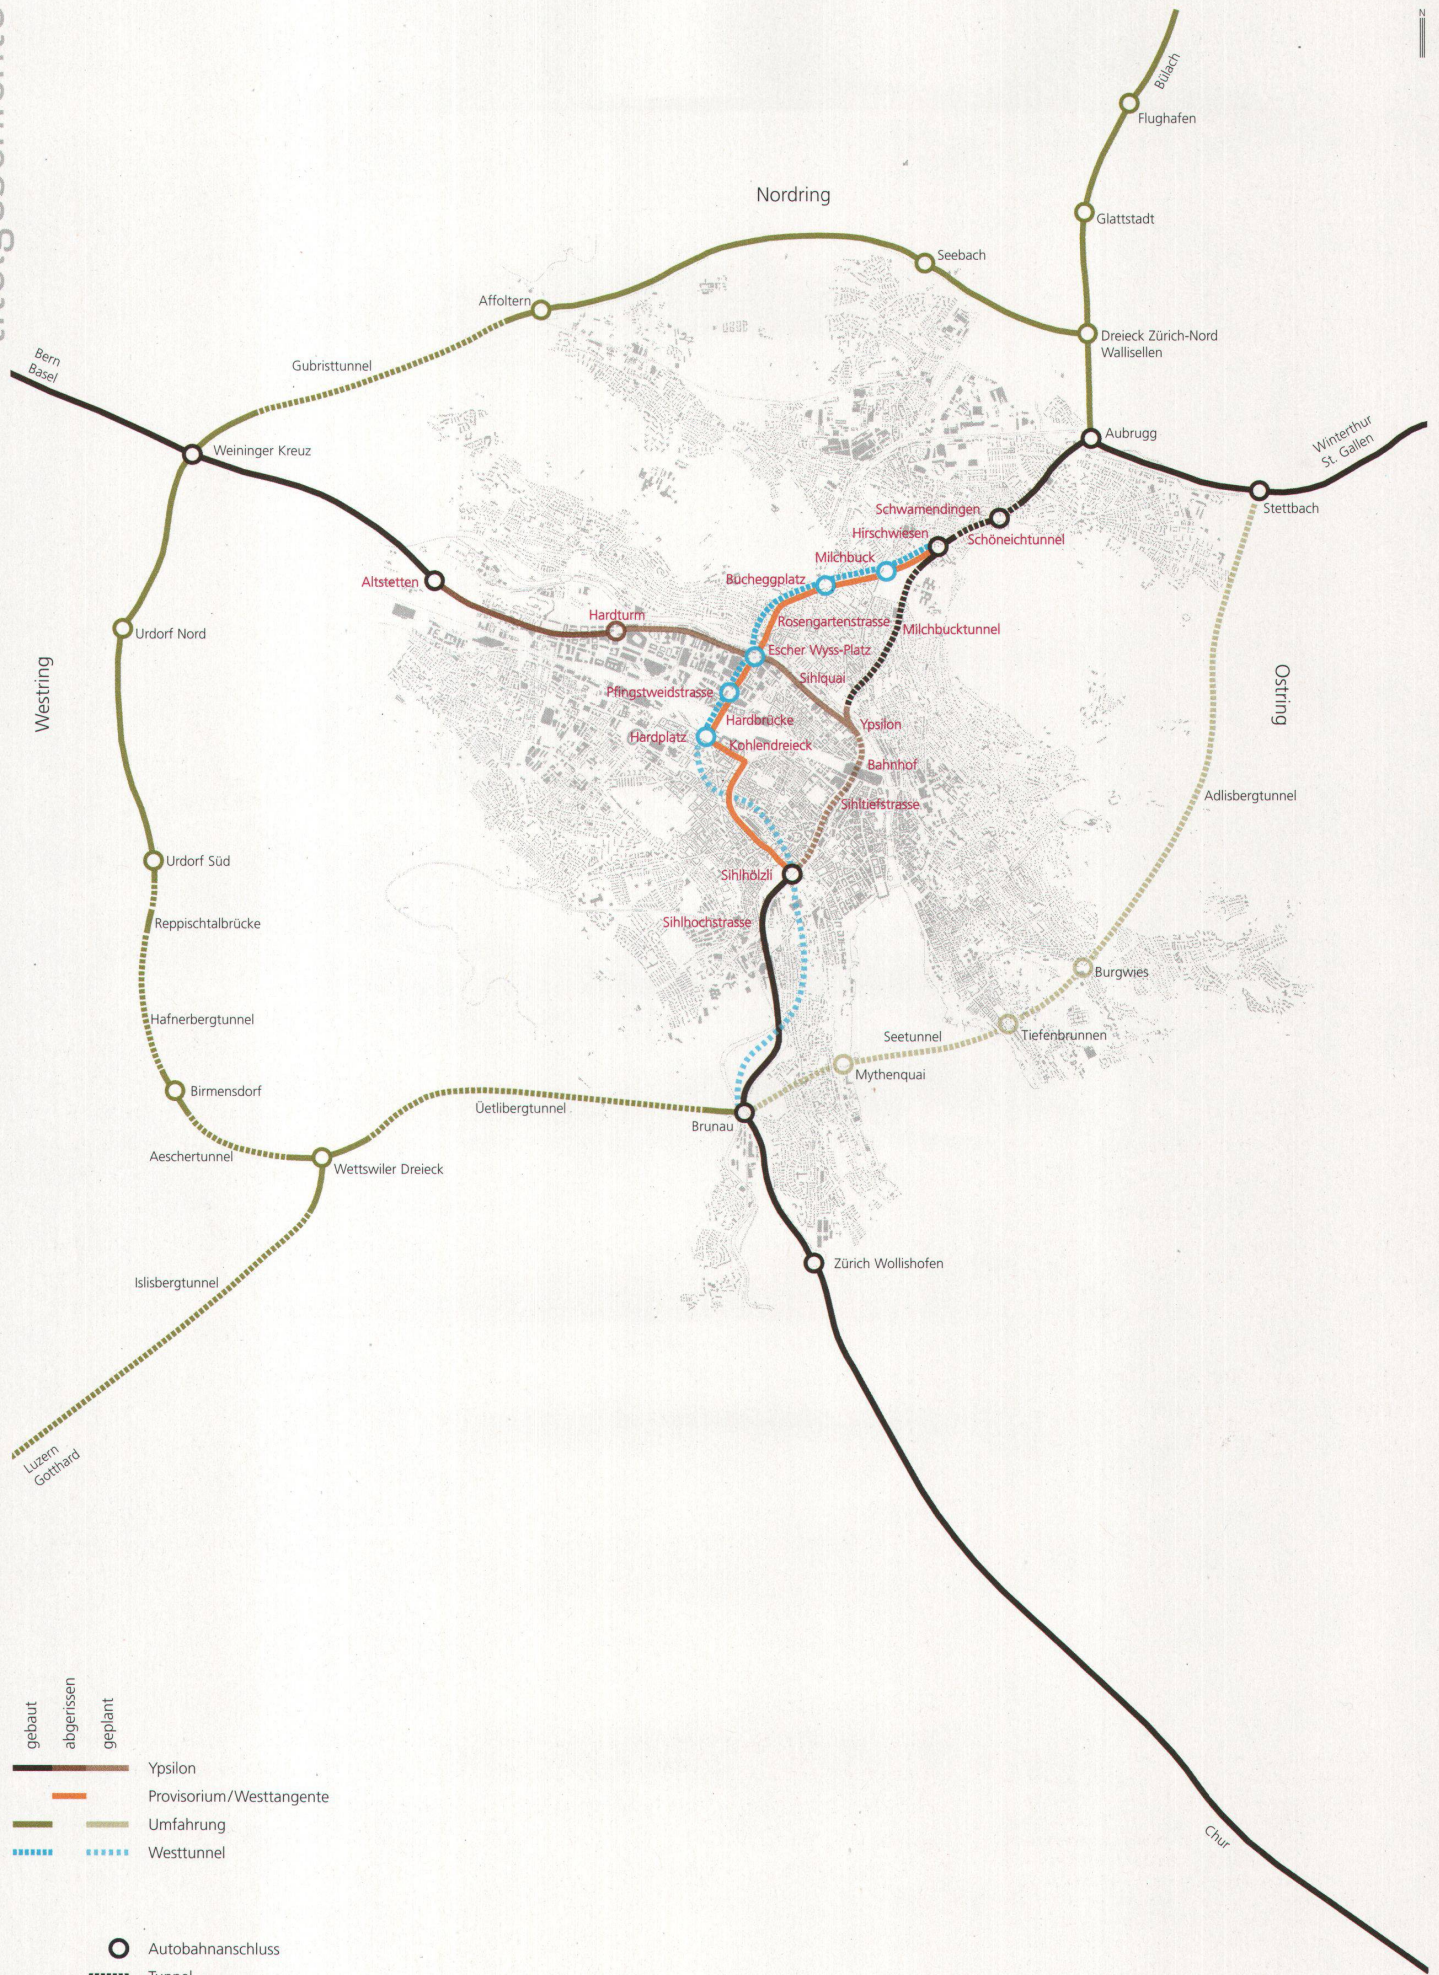 N
Bülach
Flughafen
Nordring
Glattstadt
Seebach
Affoltern
Dreieck Zürich-Nord
Wallisellen
Bern
Basel
Gubristtunnel
Weininger Kreuz
Aubrugg
Winterthur
St. Gallen
Stettbach
Schwamendingen
Schöneichtunnel
Hirschwiesen
Milchbuck
Bucheggplatz
Altstetten
Hardturm
Rosengartenstrasse
Milchbucktunnel
Urdorf Nord
Westring
Ostring
Escher Wyss-Platz
Sihlquai
Pfingstweidstrasse
Hardbrücke
Ypsilon
Hardplatz
Kohlendreieck
Bahnhof
Sihltiefstrasse
Adlisbergtunnel
Urdorf Süd
Sihlhölzli
Reppischtalbrücke
Sihlhochstrasse
Burgwies
Hafnerbergtunnel
Seetunnel
Tiefenbrunnen
Mythenquai
Birmensdorf
Üetlibergtunnel
Brunau
Aeschertunnel
Wettswiler Dreieck
Zürich Wollishofen
Islisbergtunnel
Luzern
Gotthard
gebaut
abgerissen
geplant
Ypsilon
Provisorium/Westtangente
Umfahrung
Westtunnel
Chur
Autobahnanschluss
Tunnel